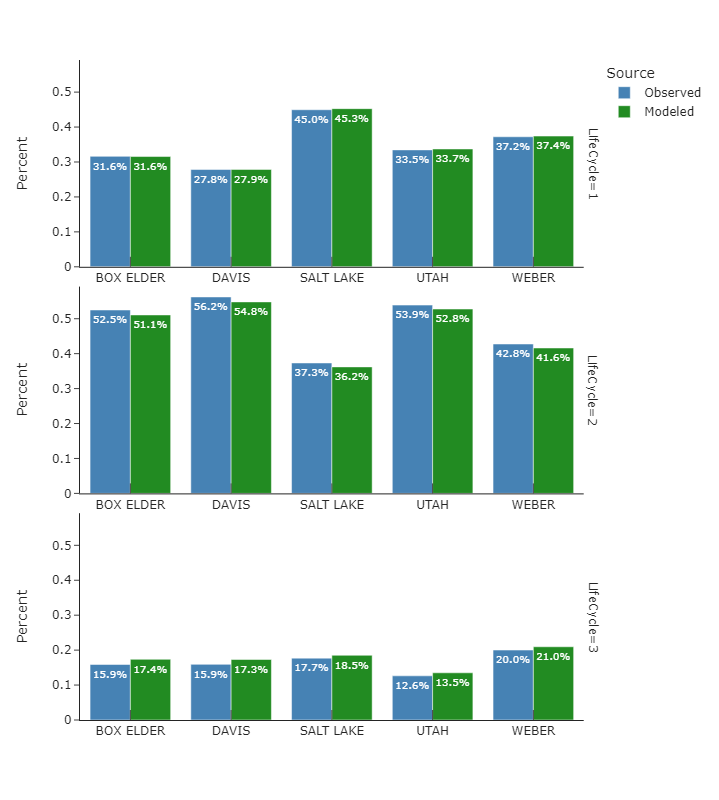 Source
Observed
Modeled
0.5
0.4
0.3
0.2
0.1
0
Percent
31.6% 31.6% 27.8% 27.9% 45.0% 45.3% 33.5% 33.7% 37.2% 37.4%
BOX ELDER DAVIS SALT LAKE UTAH WEBER
LifeCycle=1
0.5
0.4
0.3
0.2
0.1
0
Percent
52.5% 51.1% 56.2% 54.8% 37.3% 36.2% 53.9% 52.8% 42.8% 41.6%
BOX ELDER DAVIS SALT LAKE UTAH WEBER
LifeCycle=2
0.5
0.4
0.3
0.2
0.1
0
Percent
15.9% 17.4% 15.9% 17.3% 17.7% 18.5% 12.6% 13.5% 20.0% 21.0%
BOX ELDER DAVIS SALT LAKE UTAH WEBER
LifeCycle=3